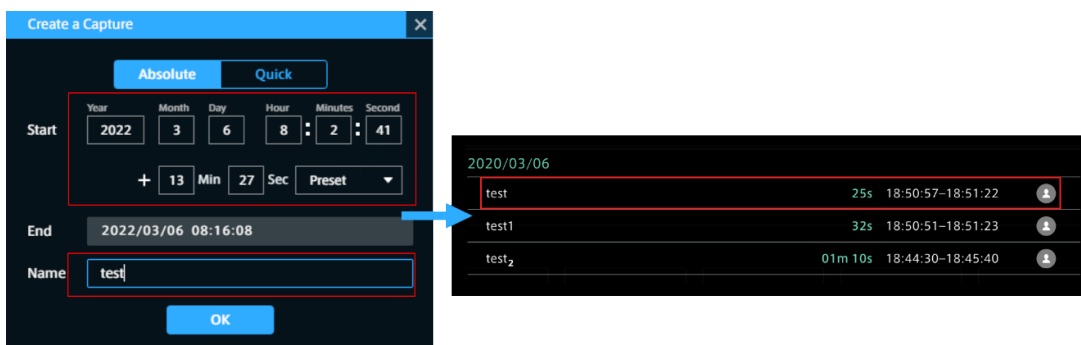 Create a Capture
Absolute Quick
Year Month Day Hour Minutes Second
Start 2022 3 6 8 : 2 : 41
+ 13 Min 27 Sec Preset
End 2022/03/06 08:16:08
Name test
OK
2020/03/06
test 25s 18:50:57–18:51:22
test1 32s 18:50:51–18:51:23
test₂ 01m 10s 18:44:30–18:45:40